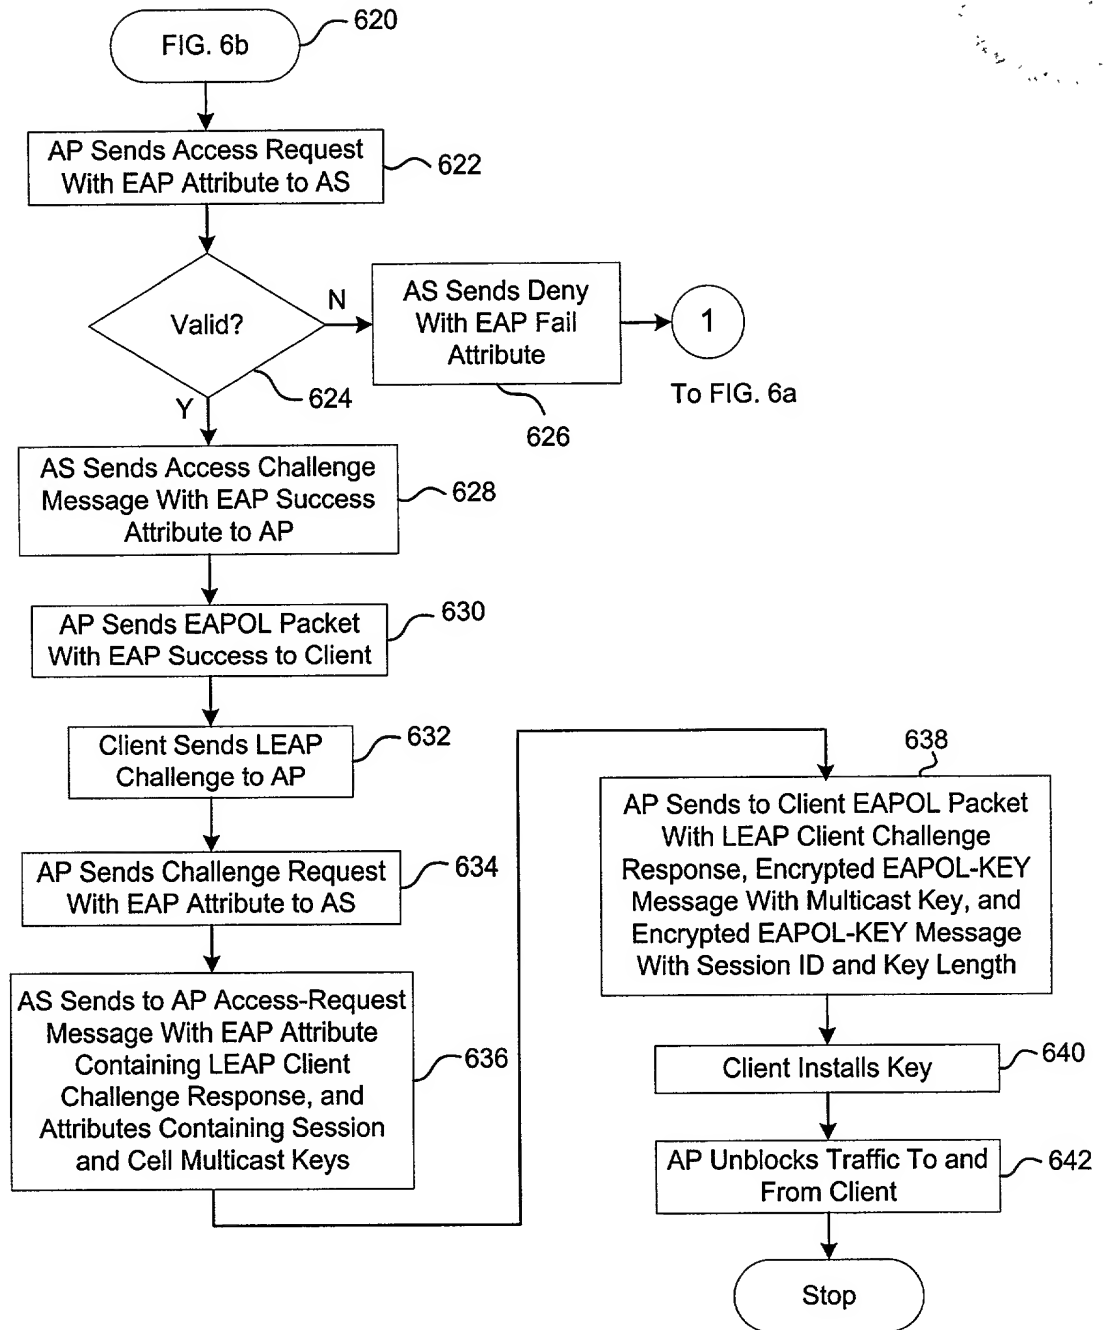 FIG. 6b
620
AP Sends Access Request
With EAP Attribute to AS
622
Valid?
N
Y
624
AS Sends Deny
With EAP Fail
Attribute
626
1
To FIG. 6a
AS Sends Access Challenge
Message With EAP Success
Attribute to AP
628
AP Sends EAPOL Packet
With EAP Success to Client
630
Client Sends LEAP
Challenge to AP
632
AP Sends Challenge Request
With EAP Attribute to AS
634
AS Sends to AP Access-Request
Message With EAP Attribute
Containing LEAP Client
Challenge Response, and
Attributes Containing Session
and Cell Multicast Keys
636
638
AP Sends to Client EAPOL Packet
With LEAP Client Challenge
Response, Encrypted EAPOL-KEY
Message With Multicast Key, and
Encrypted EAPOL-KEY Message
With Session ID and Key Length
Client Installs Key
640
AP Unblocks Traffic To and
From Client
642
Stop